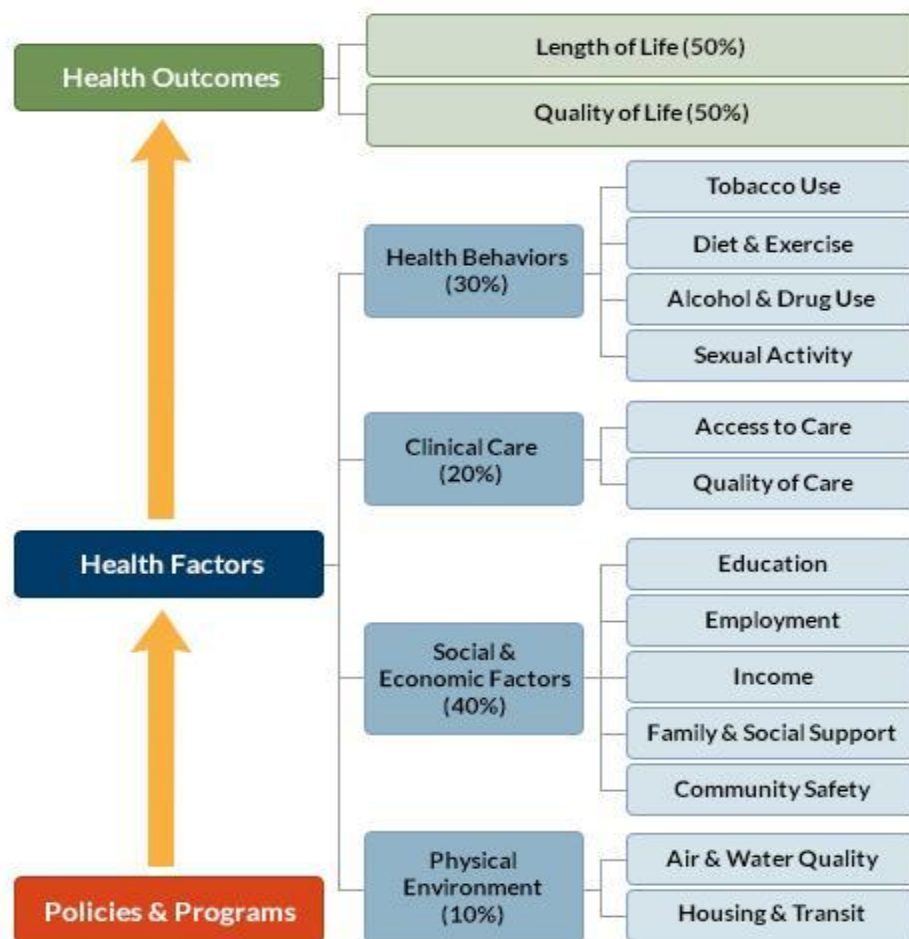 Health Outcomes
Length of Life (50%)
Quality of Life (50%)
Health Factors
Health Behaviors
(30%)
Tobacco Use
Diet & Exercise
Alcohol & Drug Use
Sexual Activity
Clinical Care
(20%)
Access to Care
Quality of Care
Social &
Economic Factors
(40%)
Education
Employment
Income
Family & Social Support
Community Safety
Physical
Environment
(10%)
Air & Water Quality
Housing & Transit
Policies & Programs